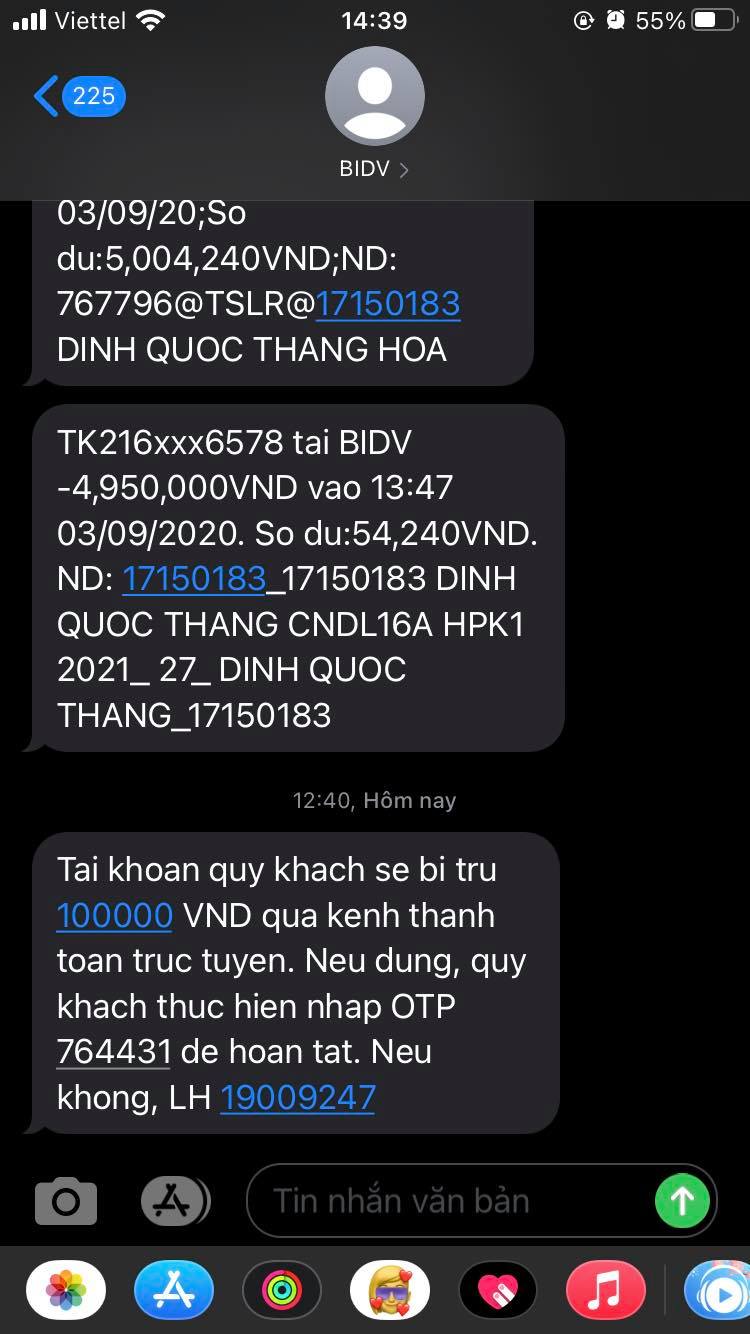 Viettel 14:39 55%
225
BIDV
03/09/20;So
du:5,004,240VND;ND:
767796@TSLR@17150183
DINH QUOC THANG HOA
TK216xxx6578 tai BIDV
-4,950,000VND vao 13:47
03/09/2020. So du:54,240VND.
ND: 17150183_17150183 DINH
QUOC THANG CNDL16A HPK1
2021_ 27_ DINH QUOC
THANG_17150183
12:40, Hôm nay
Tai khoan quy khach se bi tru
100000 VND qua kenh thanh
toan truc tuyen. Neu dung, quy
khach thuc hien nhap OTP
764431 de hoan tat. Neu
khong, LH 19009247
Tin nhắn văn bản